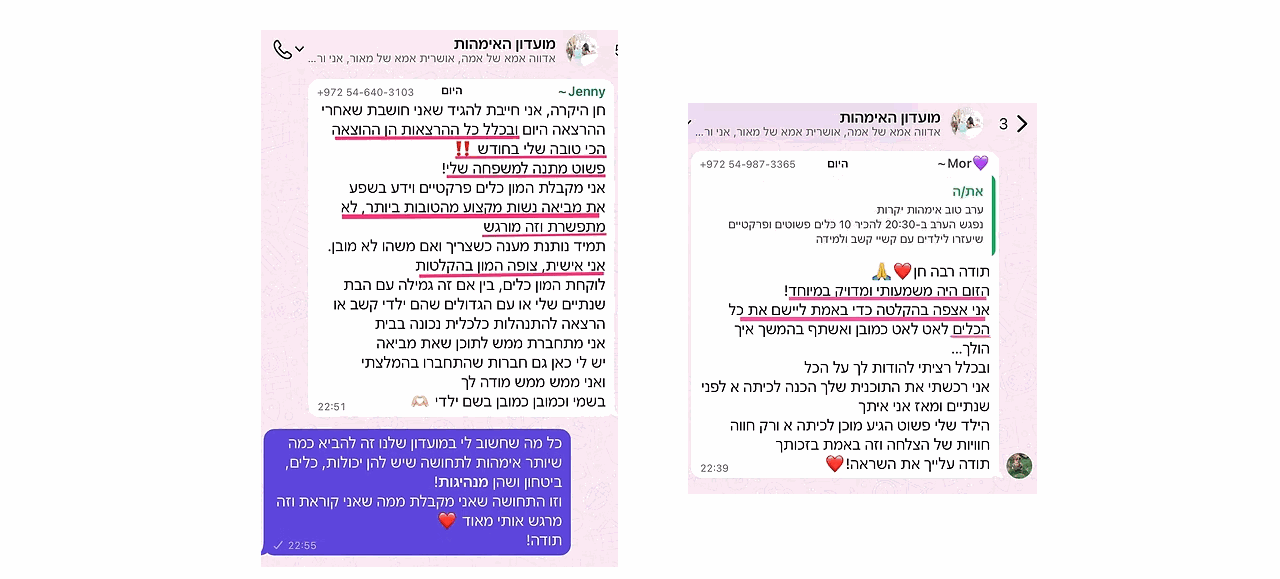 מועדון האימהות
אדווה אמא של אמה, אושרית אמא של מאור, אני ור...
~Jenny
היום
+972 54-640-3103
חן היקרה, אני חייבת להגיד שאני חושבת שאחרי
ההרצאה היום ובכלל כל ההרצאות הן ההוצאה
הכי טובה שלי בחודש ‼️
פשוט מתנה למשפחה שלי!
אני מקבלת המון כלים פרקטיים וידע בשפע
את מביאה נשות מקצוע מהטובות ביותר, לא
מתפשרת וזה מורגש
תמיד נותנת מענה כשצריך ואם משהו לא מובן.
אני אישית, צופה המון בהקלטות
לוקחת המון כלים, בין אם זה גמילה עם הבת
שנתיים שלי או עם הגדולים שהם ילדי קשב או
הרצאה להתנהלות כלכלית נכונה בבית
אני מתחברת ממש לתוכן שאת מביאה
יש לי כאן גם חברות שהתחברו בהמלצתי
ואני ממש ממש מודה לך
בשמי וכמובן כמובן בשם ילדי 🫶🏻
22:51
כל מה שחשוב לי במועדון שלנו זה להביא כמה
שיותר אימהות לתחושה שיש להן יכולות, כלים,
ביטחון ושהן מנהיגות!
וזו התחושה שאני מקבלת ממה שאני קוראת וזה
מרגש אותי מאוד ❤️
תודה!
22:55
3
מועדון האימהות
אדווה אמא של אמה, אושרית אמא של מאור, אני ור...
~Mor💜
היום
+972 54-987-3365
את/ה
ערב טוב אימהות יקרות
נפגש הערב ב-20:30 להכיר 10 כלים פשוטים ופרקטיים
שיעזרו לילדים עם קשיי קשב ולמידה
תודה רבה חן❤️🙏
הזום היה משמעותי ומדויק במיוחד!
אני אצפה בהקלטה כדי באמת ליישם את כל
הכלים לאט לאט כמובן ואשתף בהמשך איך
הולך...
ובכלל רציתי להודות לך על הכל
אני רכשתי את התוכנית שלך הכנה לכיתה א לפני
שנתיים ומאז אני איתך
הילד שלי פשוט הגיע מוכן לכיתה א ורק חווה
חוויות של הצלחה וזה באמת בזכותך
תודה עלייך את השראה!❤️
22:39